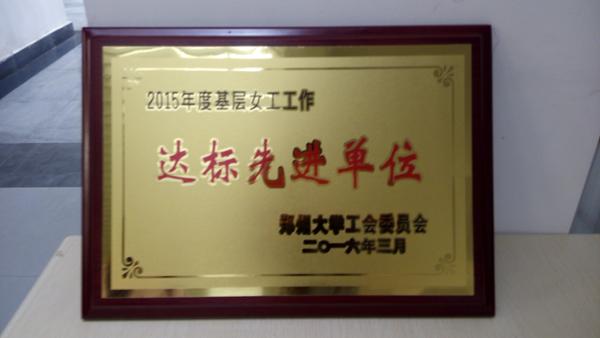 2015年度基层女工工作
达标先进单位
郑州大学工会委员会
二〇一六年三月